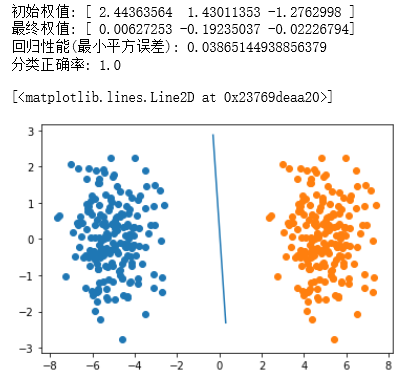 初始权值: [ 2.44363564  1.43011353 -1.2762998 ]
最终权值: [ 0.00627253 -0.19235037 -0.02226794]
回归性能(最小平方误差): 0.03865144938856379
分类正确率: 1.0
[<matplotlib.lines.Line2D at 0x23769deaa20>]
3
2
1
0
-1
-2
-3
-8 -6 -4 -2 0 2 4 6 8